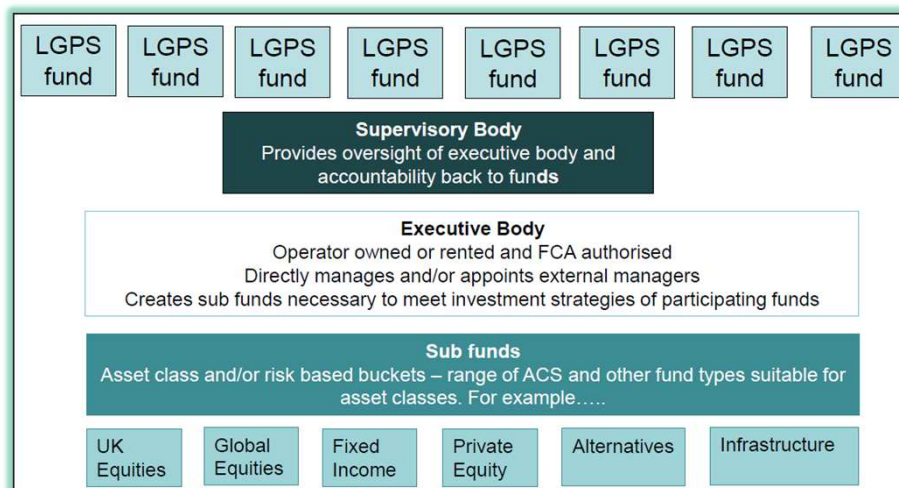 LGPS fund
LGPS fund
LGPS fund
LGPS fund
LGPS fund
LGPS fund
LGPS fund
LGPS fund
Supervisory Body
Provides oversight of executive body and
accountability back to funds
Executive Body
Operator owned or rented and FCA authorised
Directly manages and/or appoints external managers
Creates sub funds necessary to meet investment strategies of participating funds
Sub funds
Asset class and/or risk based buckets – range of ACS and other fund types suitable for
asset classes. For example.....
UK
Equities
Global
Equities
Fixed
Income
Private
Equity
Alternatives
Infrastructure